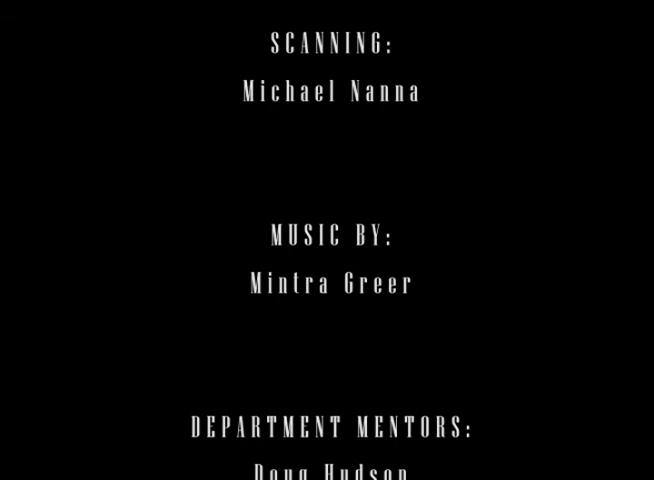 SCANNING:
Michael Nanna
MUSIC BY:
Mintra Greer
DEPARTMENT MENTORS:
Doug Hudson